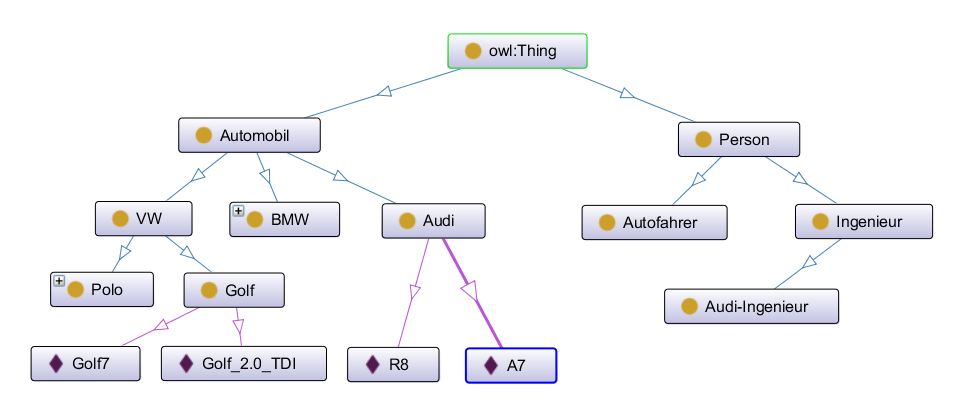 owl:Thing
Automobil
Person
VW
BMW
Audi
Autofahrer
Ingenieur
Polo
Golf
Audi-Ingenieur
Golf7
Golf_2.0_TDI
R8
A7